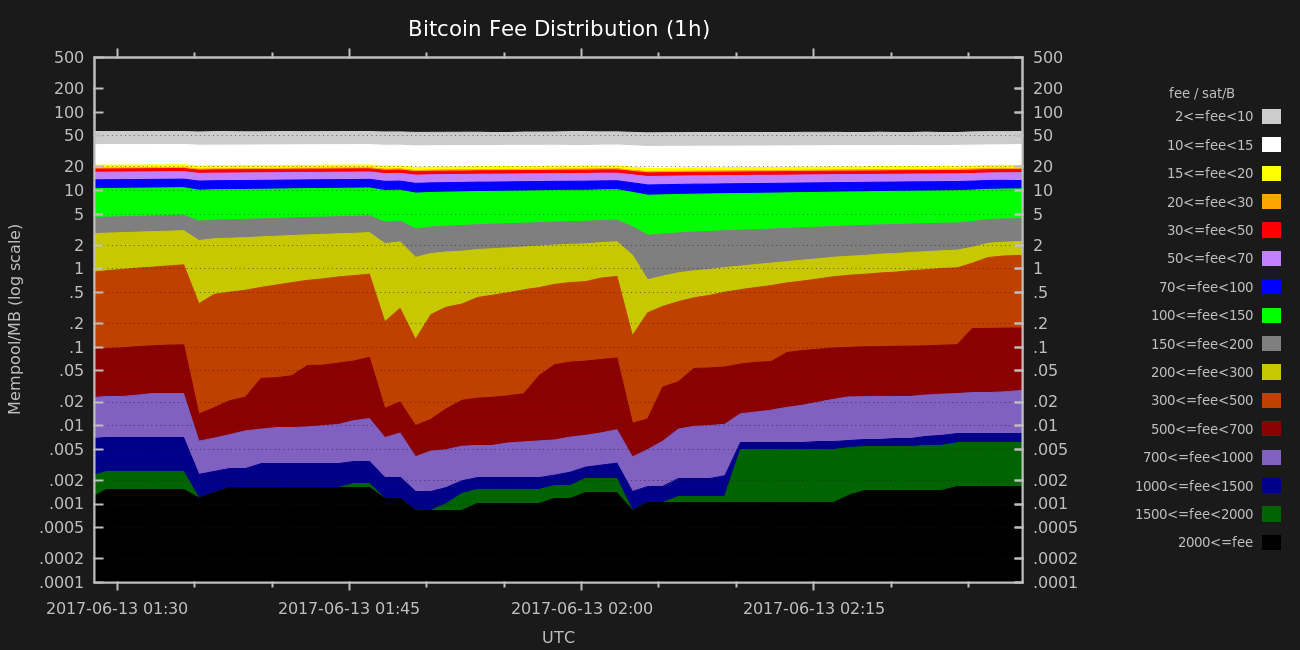 Bitcoin Fee Distribution (1h)
500
200
100
50
20
10
5
2
1
.5
.2
.1
.05
.02
.01
.005
.002
.001
.0005
.0002
.0001
Mempool/MB (log scale)
500
200
100
50
20
10
5
2
1
.5
.2
.1
.05
.02
.01
.005
.002
.001
.0005
.0002
.0001
2017-06-13 01:30 2017-06-13 01:45 2017-06-13 02:00 2017-06-13 02:15
UTC
fee / sat/B
2<=fee<10
10<=fee<15
15<=fee<20
20<=fee<30
30<=fee<50
50<=fee<70
70<=fee<100
100<=fee<150
150<=fee<200
200<=fee<300
300<=fee<500
500<=fee<700
700<=fee<1000
1000<=fee<1500
1500<=fee<2000
2000<=fee